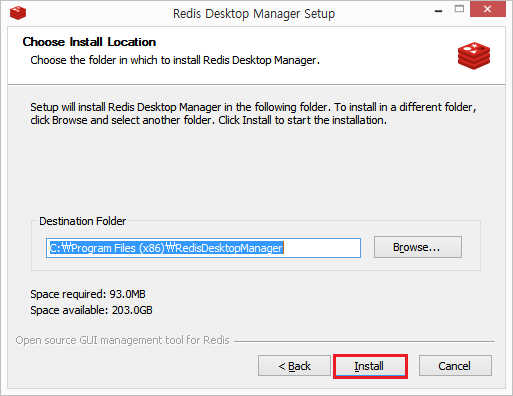 Redis Desktop Manager Setup
Choose Install Location
Choose the folder in which to install Redis Desktop Manager.
Setup will install Redis Desktop Manager in the following folder. To install in a different folder,
click Browse and select another folder. Click Install to start the installation.
Destination Folder
C:₩Program Files (x86)₩RedisDesktopManager
Browse...
Space required: 93.0MB
Space available: 203.0GB
Open source GUI management tool for Redis
< Back
Install
Cancel